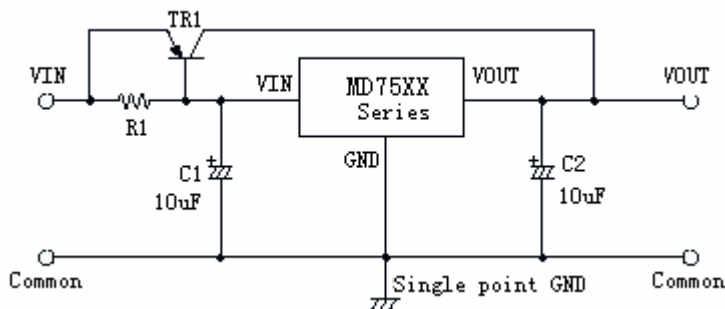 TR1
VIN
VIN
MD75XX
Series
VOUT
VOUT
R1
GND
C1
10uF
C2
10uF
Common
Single point GND
Common